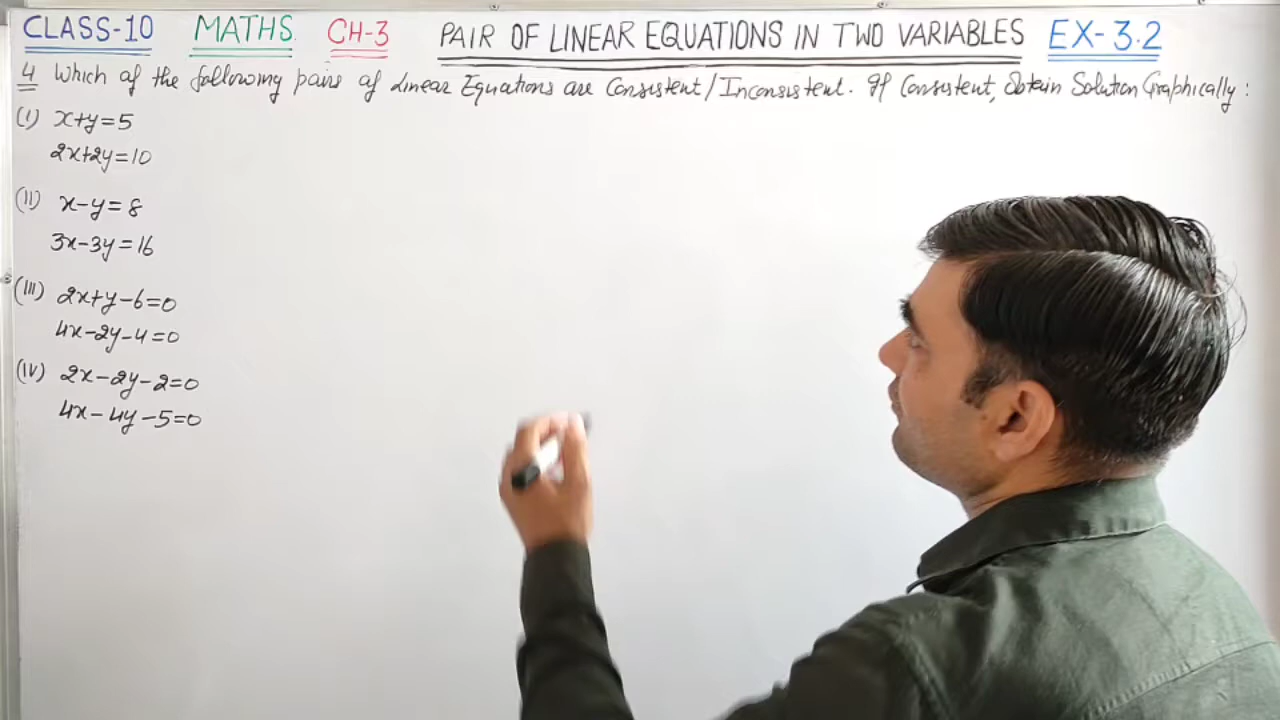 CLASS-10 MATHS CH-3 PAIR OF LINEAR EQUATIONS IN TWO VARIABLES EX-3.2
4 Which of the following pairs of Linear Equations are Consistent/Inconsistent. If Consistent, Obtain Solution Graphically:
(I) x+y=5
2x+2y=10
(II) x-y=8
3x-3y=16
(III) 2x+y-6=0
4x-2y-4=0
(IV) 2x-2y-2=0
4x-4y-5=0